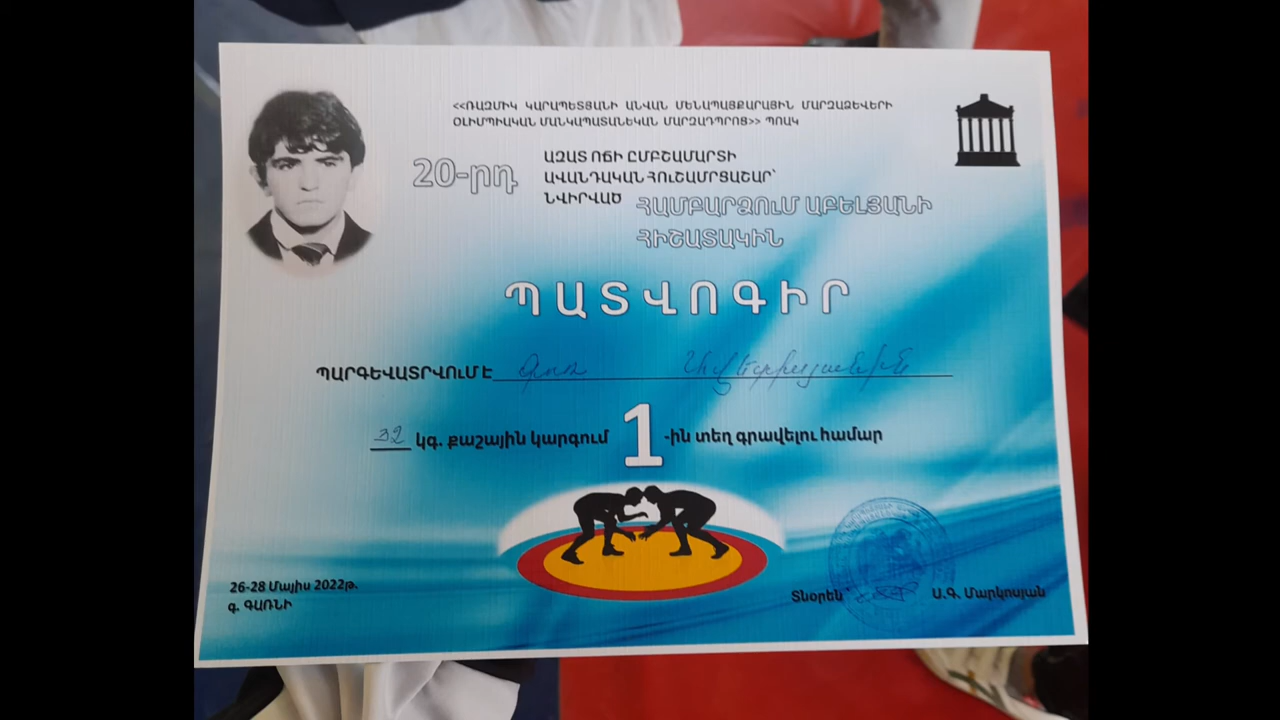 <<ՌԱԶՄԻԿ ԿԱՐԱՊԵՏՅԱՆԻ ԱՆՎԱՆ ՄԵՆԱՊԱՅՔԱՐԱՅԻՆ ՄԱՐԶԱՁԵՎԵՐԻ
ՕԼԻՄՊԻԱԿԱՆ ՄԱՆԿԱՊԱՏԱՆԵԿԱՆ ՄԱՐԶԱԴՊՐՈՑ>> ՊՈԱԿ
20-րդ
ԱԶԱՏ ՈՃԻ ԸՄԲՇԱՄԱՐՏԻ
ԱՎԱՆԴԱԿԱՆ ՀՈւՇԱՄՐՑԱՇԱՐ՝
ՆՎԻՐՎԱԾ ՀԱՄԲԱՐՁՈւՄ ԱԲԵԼՅԱՆԻ
ՀԻՇԱՏԱԿԻՆ
ՊԱՏՎՈԳԻՐ
ՊԱՐԳԵՎԱՏՐՎՈւՄ Է Գոռ Ավետիսյանին
32 կգ. քաշային կարգում 1-ին տեղ գրավելու համար
26-28 Մայիս 2022թ.
գ. ԳԱՌՆԻ
Տնօրեն Ս.Գ. Մարկոսյան